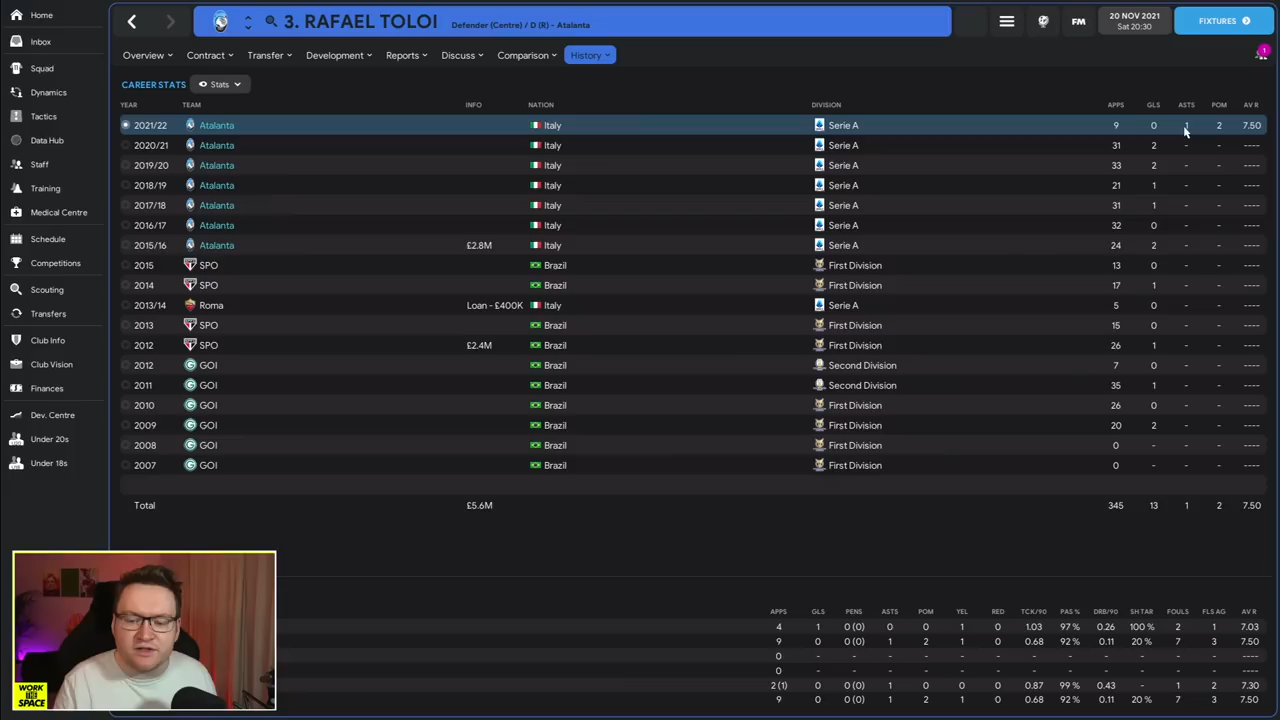 Home
Inbox
Squad
Dynamics
Tactics
Data Hub
Staff
Training
Medical Centre
Schedule
Competitions
Scouting
Transfers
Club Info
Club Vision
Finances
Dev. Centre
Under 20s
Under 18s
3. RAFAEL TOLOI Defender (Centre) / D (R) - Atalanta
FM
20 NOV 2021
Sat 20:30
FIXTURES
1
Overview Contract Transfer Development Reports Discuss Comparison History
CAREER STATS Stats
YEAR TEAM INFO NATION DIVISION APPS GLS ASTS POM AV R
2021/22 Atalanta Italy Serie A 9 0 1 2 7.50
2020/21 Atalanta Italy Serie A 31 2 - - ----
2019/20 Atalanta Italy Serie A 33 2 - - ----
2018/19 Atalanta Italy Serie A 21 1 - - ----
2017/18 Atalanta Italy Serie A 31 1 - - ----
2016/17 Atalanta Italy Serie A 32 0 - - ----
2015/16 Atalanta £2.8M Italy Serie A 24 2 - - ----
2015 SPO Brazil First Division 13 0 - - ----
2014 SPO Brazil First Division 17 1 - - ----
2013/14 Roma Loan - £400K Italy Serie A 5 0 - - ----
2013 SPO Brazil First Division 15 0 - - ----
2012 SPO £2.4M Brazil First Division 26 1 - - ----
2012 GOI Brazil Second Division 7 0 - - ----
2011 GOI Brazil Second Division 35 1 - - ----
2010 GOI Brazil First Division 26 0 - - ----
2009 GOI Brazil First Division 20 2 - - ----
2008 GOI Brazil First Division 0 - - - ----
2007 GOI Brazil First Division 0 - - - ----
Total £5.6M 345 13 1 2 7.50
APPS GLS PENS ASTS POM YEL RED TCK/90 PAS % DRB/90 SH TAR FOULS FLS AG AV R
4 1 0 (0) 0 0 1 0 1.03 97 % 0.26 100 % 2 1 7.03
9 0 0 (0) 1 2 1 0 0.68 92 % 0.11 20 % 7 3 7.50
0 - - - - - - - - - - - - ----
0 - - - - - - - - - - - - ----
2 (1) 0 0 (0) 1 0 0 0 0.87 99 % 0.43 - 1 2 7.30
9 0 0 (0) 1 2 1 0 0.68 92 % 0.11 20 % 7 3 7.50
WORK
THE
SPACE